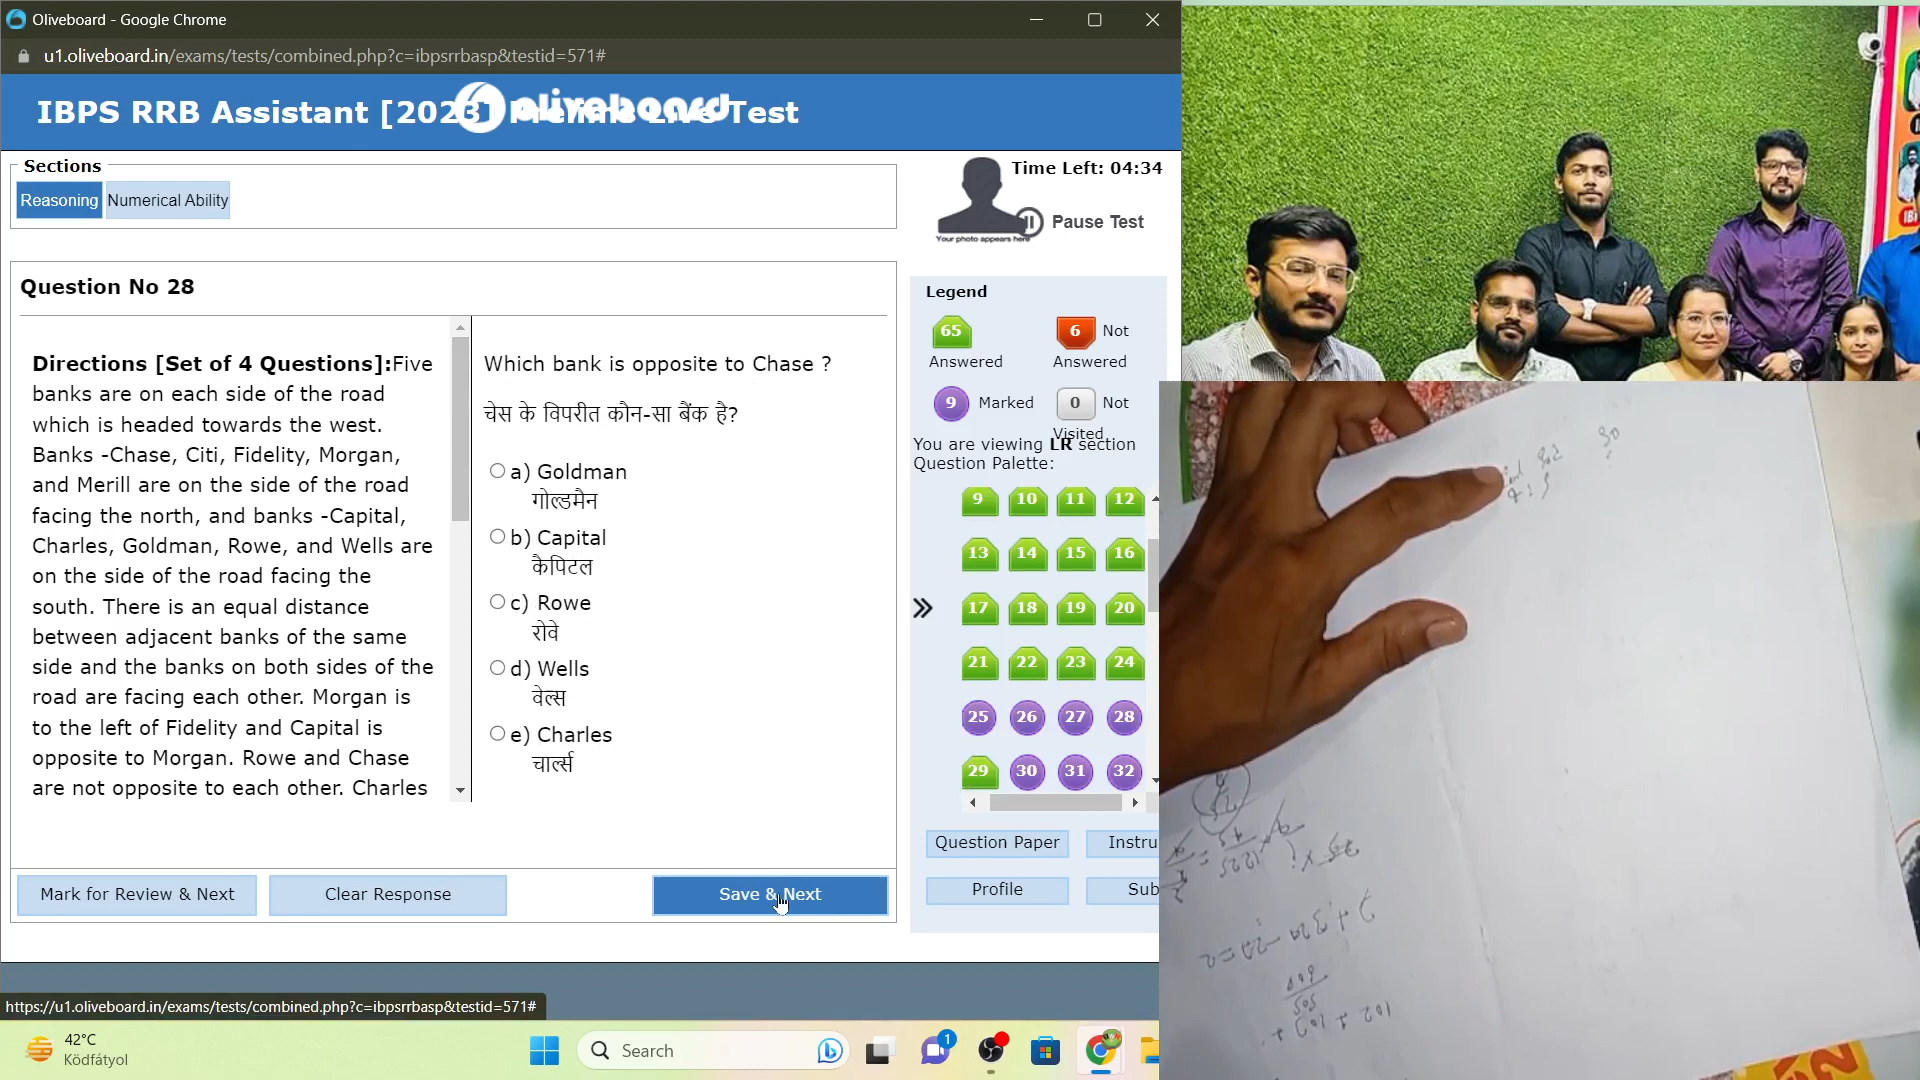 Oliveboard - Google Chrome
u1.oliveboard.in/exams/tests/combined.php?c=ibpsrrbasp&testid=571#
IBPS RRB Assistant [2023] Prelims Live Test
oliveboard
Sections
Reasoning
Numerical Ability
Time Left: 04:34
Pause Test
Your photo appears here
Question No 28
Directions [Set of 4 Questions]:Five
banks are on each side of the road
which is headed towards the west.
Banks -Chase, Citi, Fidelity, Morgan,
and Merill are on the side of the road
facing the north, and banks -Capital,
Charles, Goldman, Rowe, and Wells are
on the side of the road facing the
south. There is an equal distance
between adjacent banks of the same
side and the banks on both sides of the
road are facing each other. Morgan is
to the left of Fidelity and Capital is
opposite to Morgan. Rowe and Chase
are not opposite to each other. Charles
Which bank is opposite to Chase ?
चेस के विपरीत कौन-सा बैंक है?
a) Goldman
गोल्डमैन
b) Capital
कैपिटल
c) Rowe
रोवे
d) Wells
वेल्स
e) Charles
चार्ल्स
Legend
65
Answered
6
Not
Answered
9
Marked
0
Not
Visited
You are viewing LR section
Question Palette:
9 10 11 12
13 14 15 16
17 18 19 20
21 22 23 24
25 26 27 28
29 30 31 32
Question Paper
Instru
Profile
Sub
Mark for Review & Next
Clear Response
Save & Next
https://u1.oliveboard.in/exams/tests/combined.php?c=ibpsrrbasp&testid=571#
42°C
Ködfátyol
Search
1